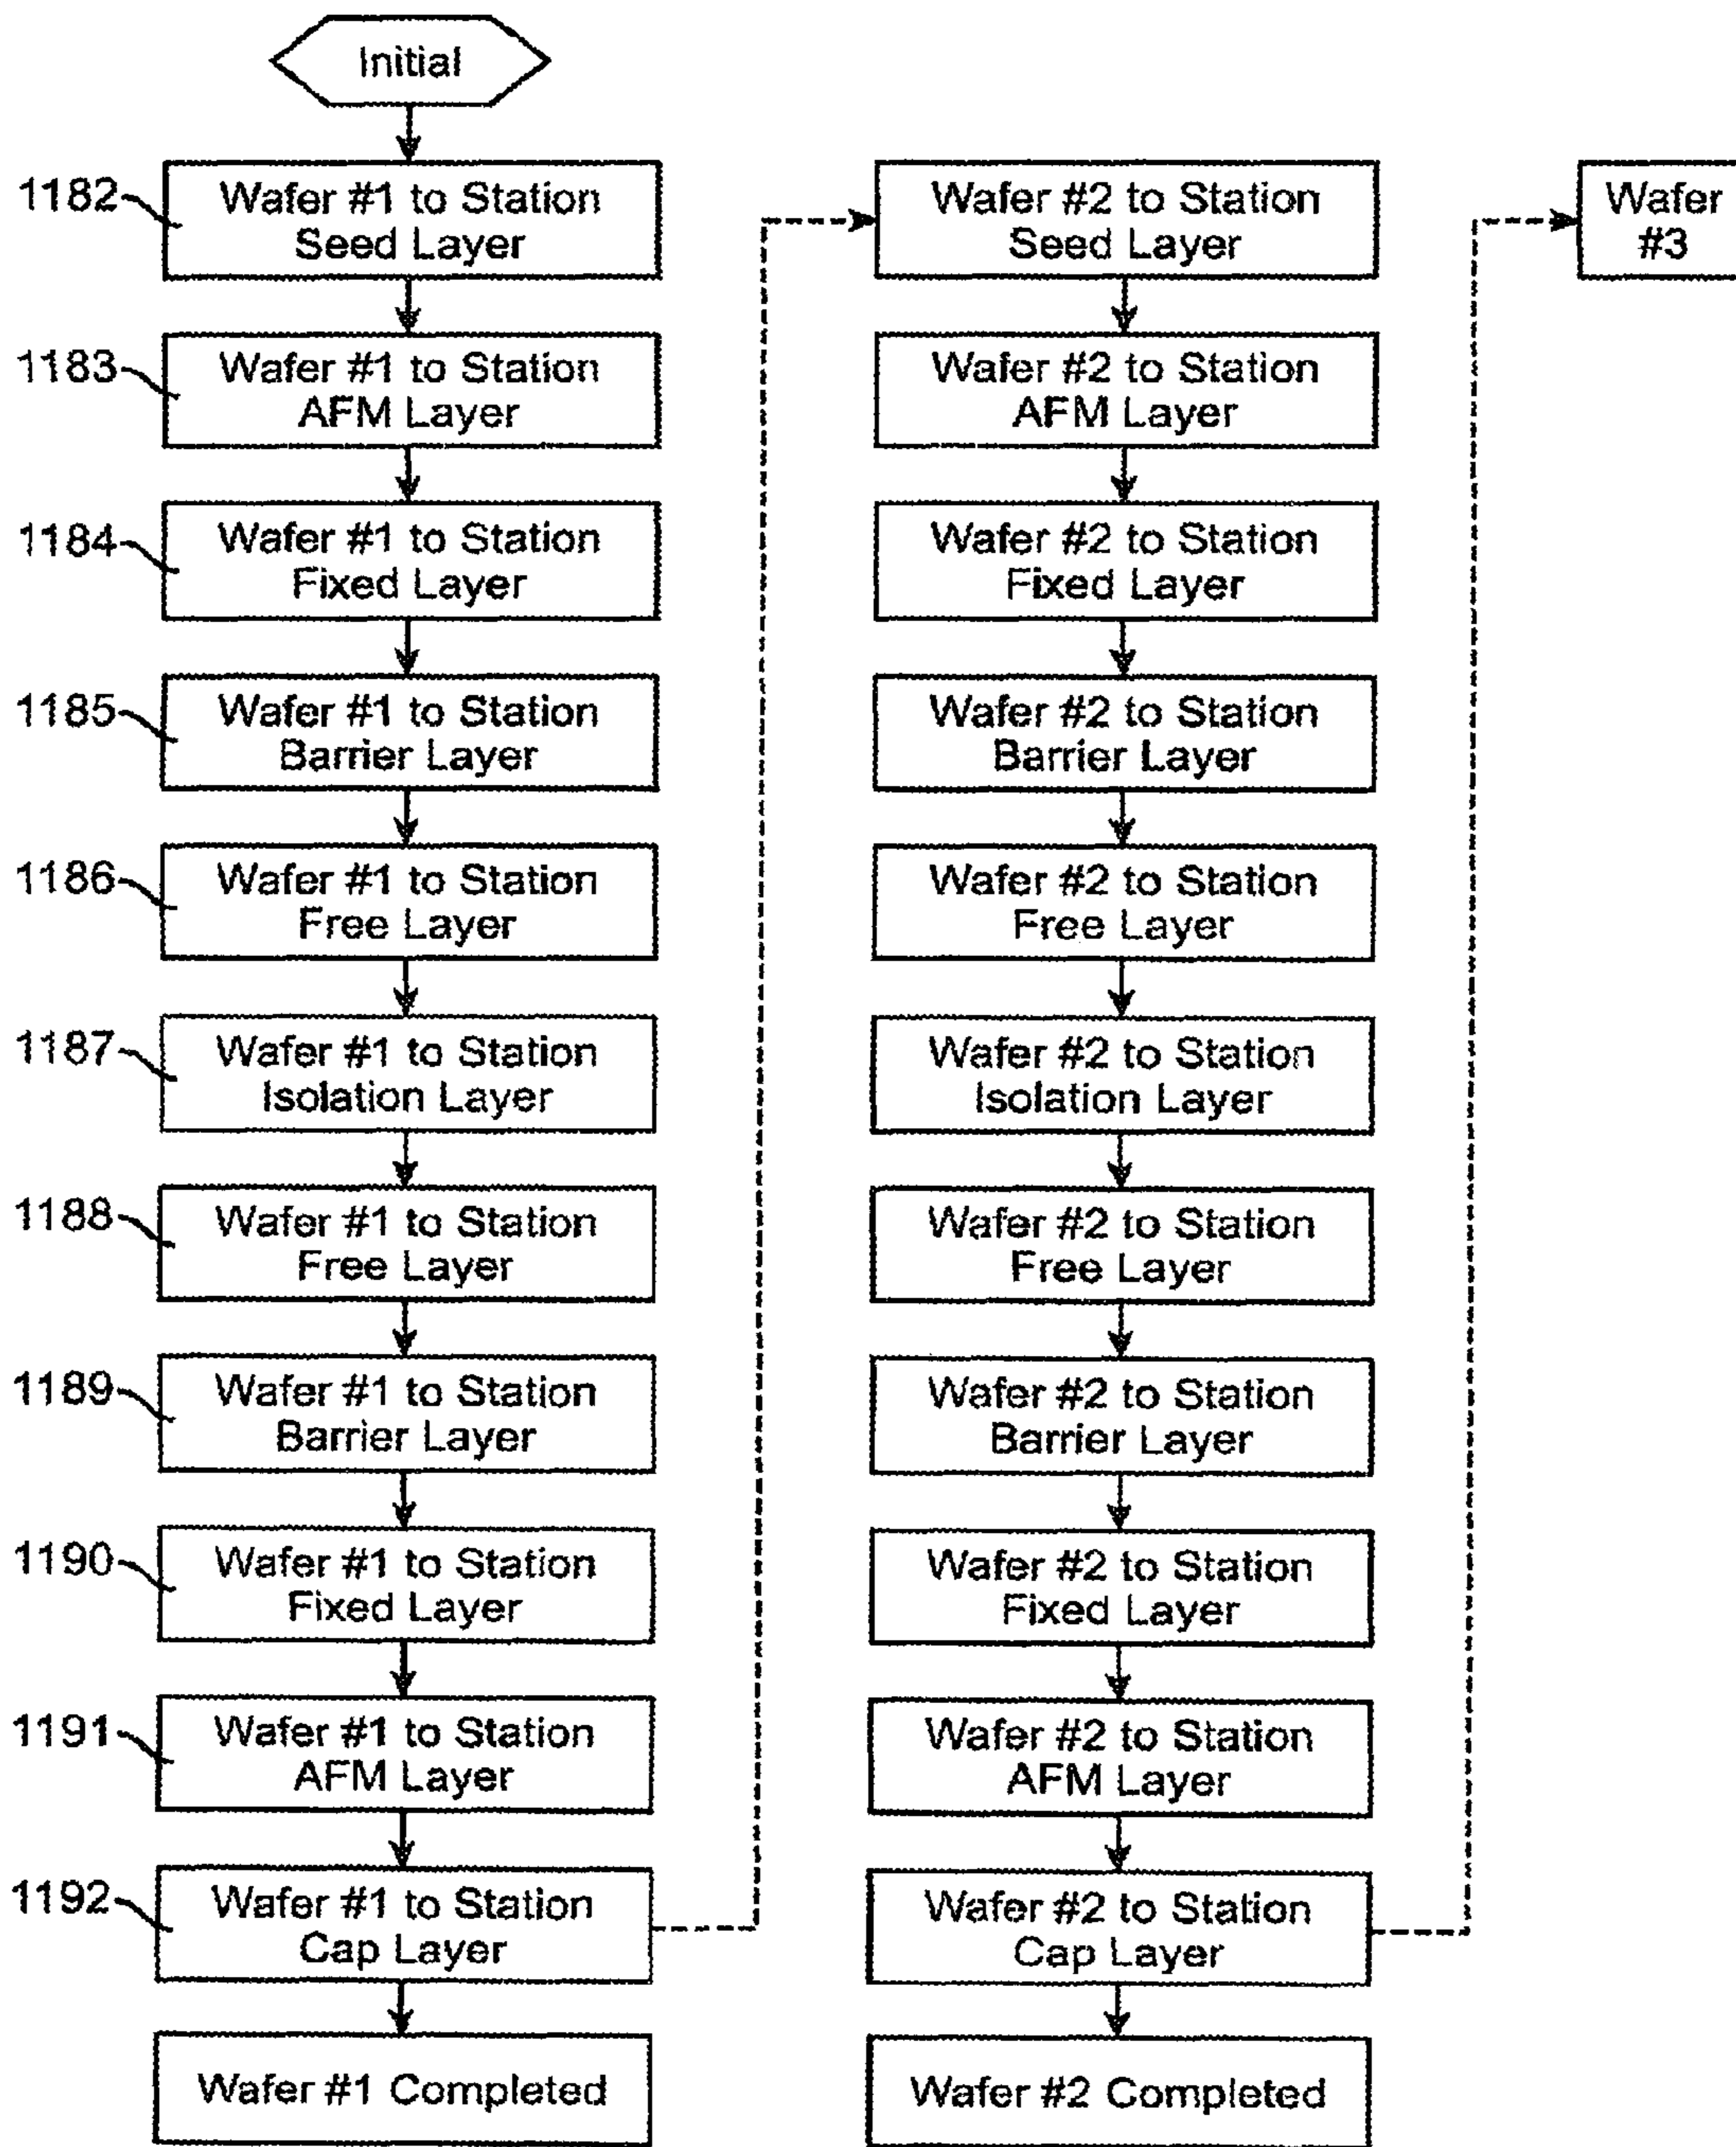 Initial
1182
Wafer #1 to Station
Seed Layer
1183
Wafer #1 to Station
AFM Layer
1184
Wafer #1 to Station
Fixed Layer
1185
Wafer #1 to Station
Barrier Layer
1186
Wafer #1 to Station
Free Layer
1187
Wafer #1 to Station
Isolation Layer
1188
Wafer #1 to Station
Free Layer
1189
Wafer #1 to Station
Barrier Layer
1190
Wafer #1 to Station
Fixed Layer
1191
Wafer #1 to Station
AFM Layer
1192
Wafer #1 to Station
Cap Layer
Wafer #1 Completed
Wafer #2 to Station
Seed Layer
Wafer #2 to Station
AFM Layer
Wafer #2 to Station
Fixed Layer
Wafer #2 to Station
Barrier Layer
Wafer #2 to Station
Free Layer
Wafer #2 to Station
Isolation Layer
Wafer #2 to Station
Free Layer
Wafer #2 to Station
Barrier Layer
Wafer #2 to Station
Fixed Layer
Wafer #2 to Station
AFM Layer
Wafer #2 to Station
Cap Layer
Wafer #2 Completed
Wafer
#3